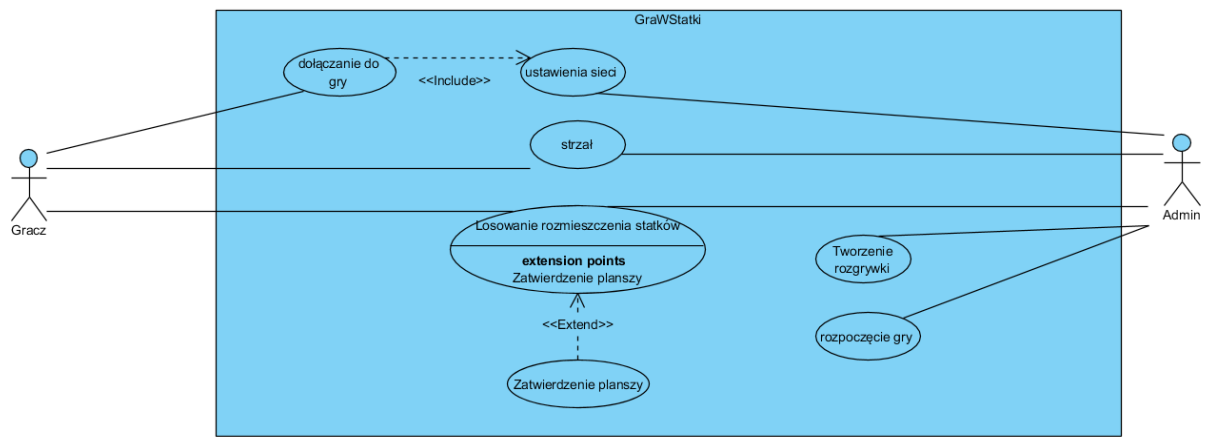 GraWStatki
dołączanie do
gry
<<Include>>
ustawienia sieci
strzał
Gracz
Admin
Losowanie rozmieszczenia statków
extension points
Zatwierdzenie planszy
Tworzenie
rozgrywki
<<Extend>>
rozpoczęcie gry
Zatwierdzenie planszy